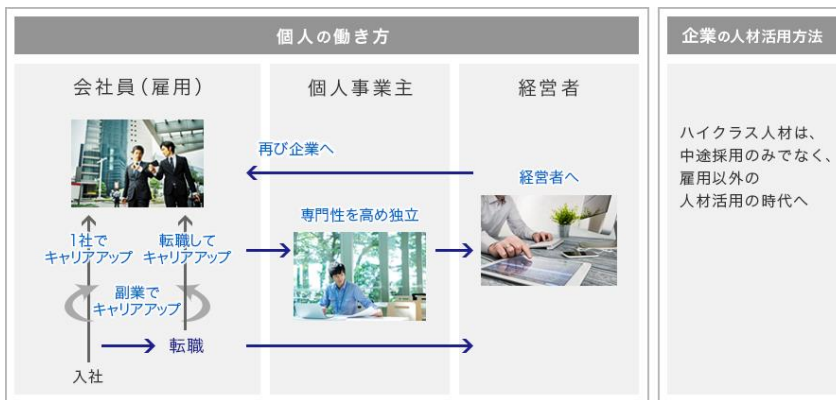 個人の働き方
会社員（雇用）
個人事業主
経営者
再び企業へ
経営者へ
専門性を高め独立
1社で
キャリアアップ
転職して
キャリアアップ
副業で
キャリアアップ
転職
入社
企業の人材活用方法
ハイクラス人材は、
中途採用のみでなく、
雇用以外の
人材活用の時代へ